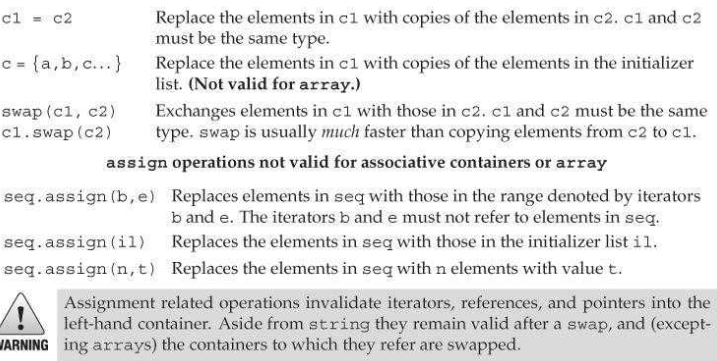 c1 = c2 Replace the elements in c1 with copies of the elements in c2. c1 and c2
must be the same type.
c = {a,b,c...} Replace the elements in c1 with copies of the elements in the initializer
list. (Not valid for array.)
swap(c1, c2) Exchanges elements in c1 with those in c2. c1 and c2 must be the same
c1.swap(c2) type. swap is usually much faster than copying elements from c2 to c1.
assign operations not valid for associative containers or array
seq.assign(b,e) Replaces elements in seq with those in the range denoted by iterators
b and e. The iterators b and e must not refer to elements in seq.
seq.assign(il) Replaces the elements in seq with those in the initializer list il.
seq.assign(n,t) Replaces the elements in seq with n elements with value t.
Assignment related operations invalidate iterators, references, and pointers into the
left-hand container. Aside from string they remain valid after a swap, and (except-
WARNING ing arrays) the containers to which they refer are swapped.